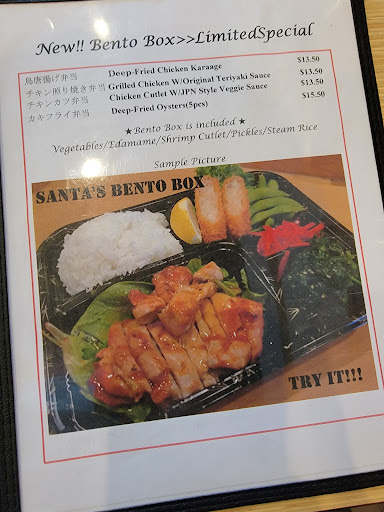 New!! Bento Box>>LimitedSpecial
鳥唐揚げ弁当 Deep-Fried Chicken Karaage $13.50
チキン照り焼き弁当 Grilled Chicken W/Original Teriyaki Sauce $13.50
チキンカツ弁当 Chicken Cutlet W/JPN Style Veggie Sauce $13.50
カキフライ弁当 Deep-Fried Oysters(5pcs) $15.50
★Bento Box is included★
Vegetables/Edamame/Shrimp Cutlet/Pickles/Steam Rice
Sample Picture
SANTA'S BENTO BOX
TRY IT!!!